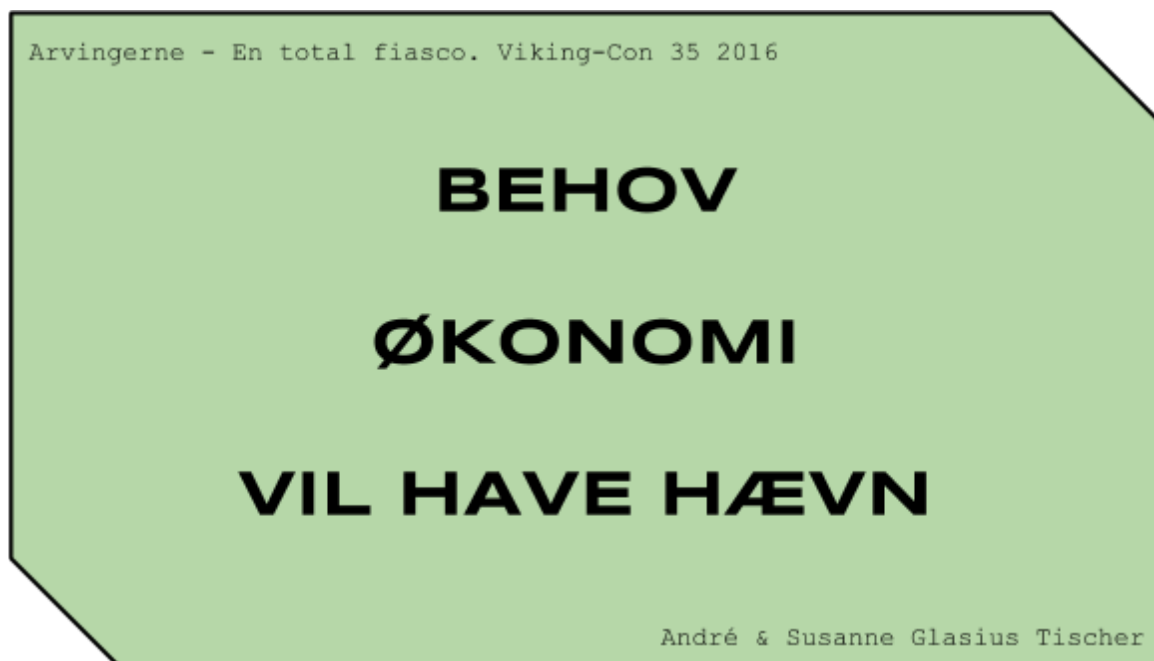 Arvingerne - En total fiasco. Viking-Con 35 2016
BEHOV
ØKONOMI
VIL HAVE HÆVN
André & Susanne Glasius Tischer